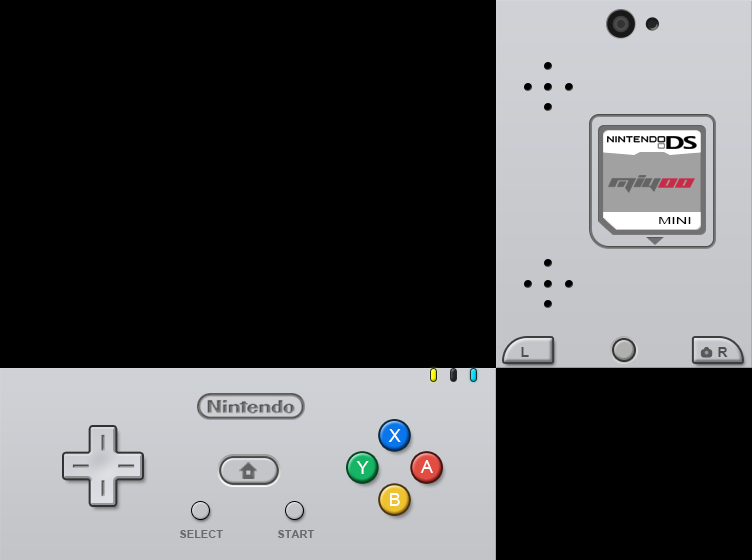 NINTENDO DS
miyoo
MINI
L
R
Nintendo
X
Y
A
B
SELECT
START